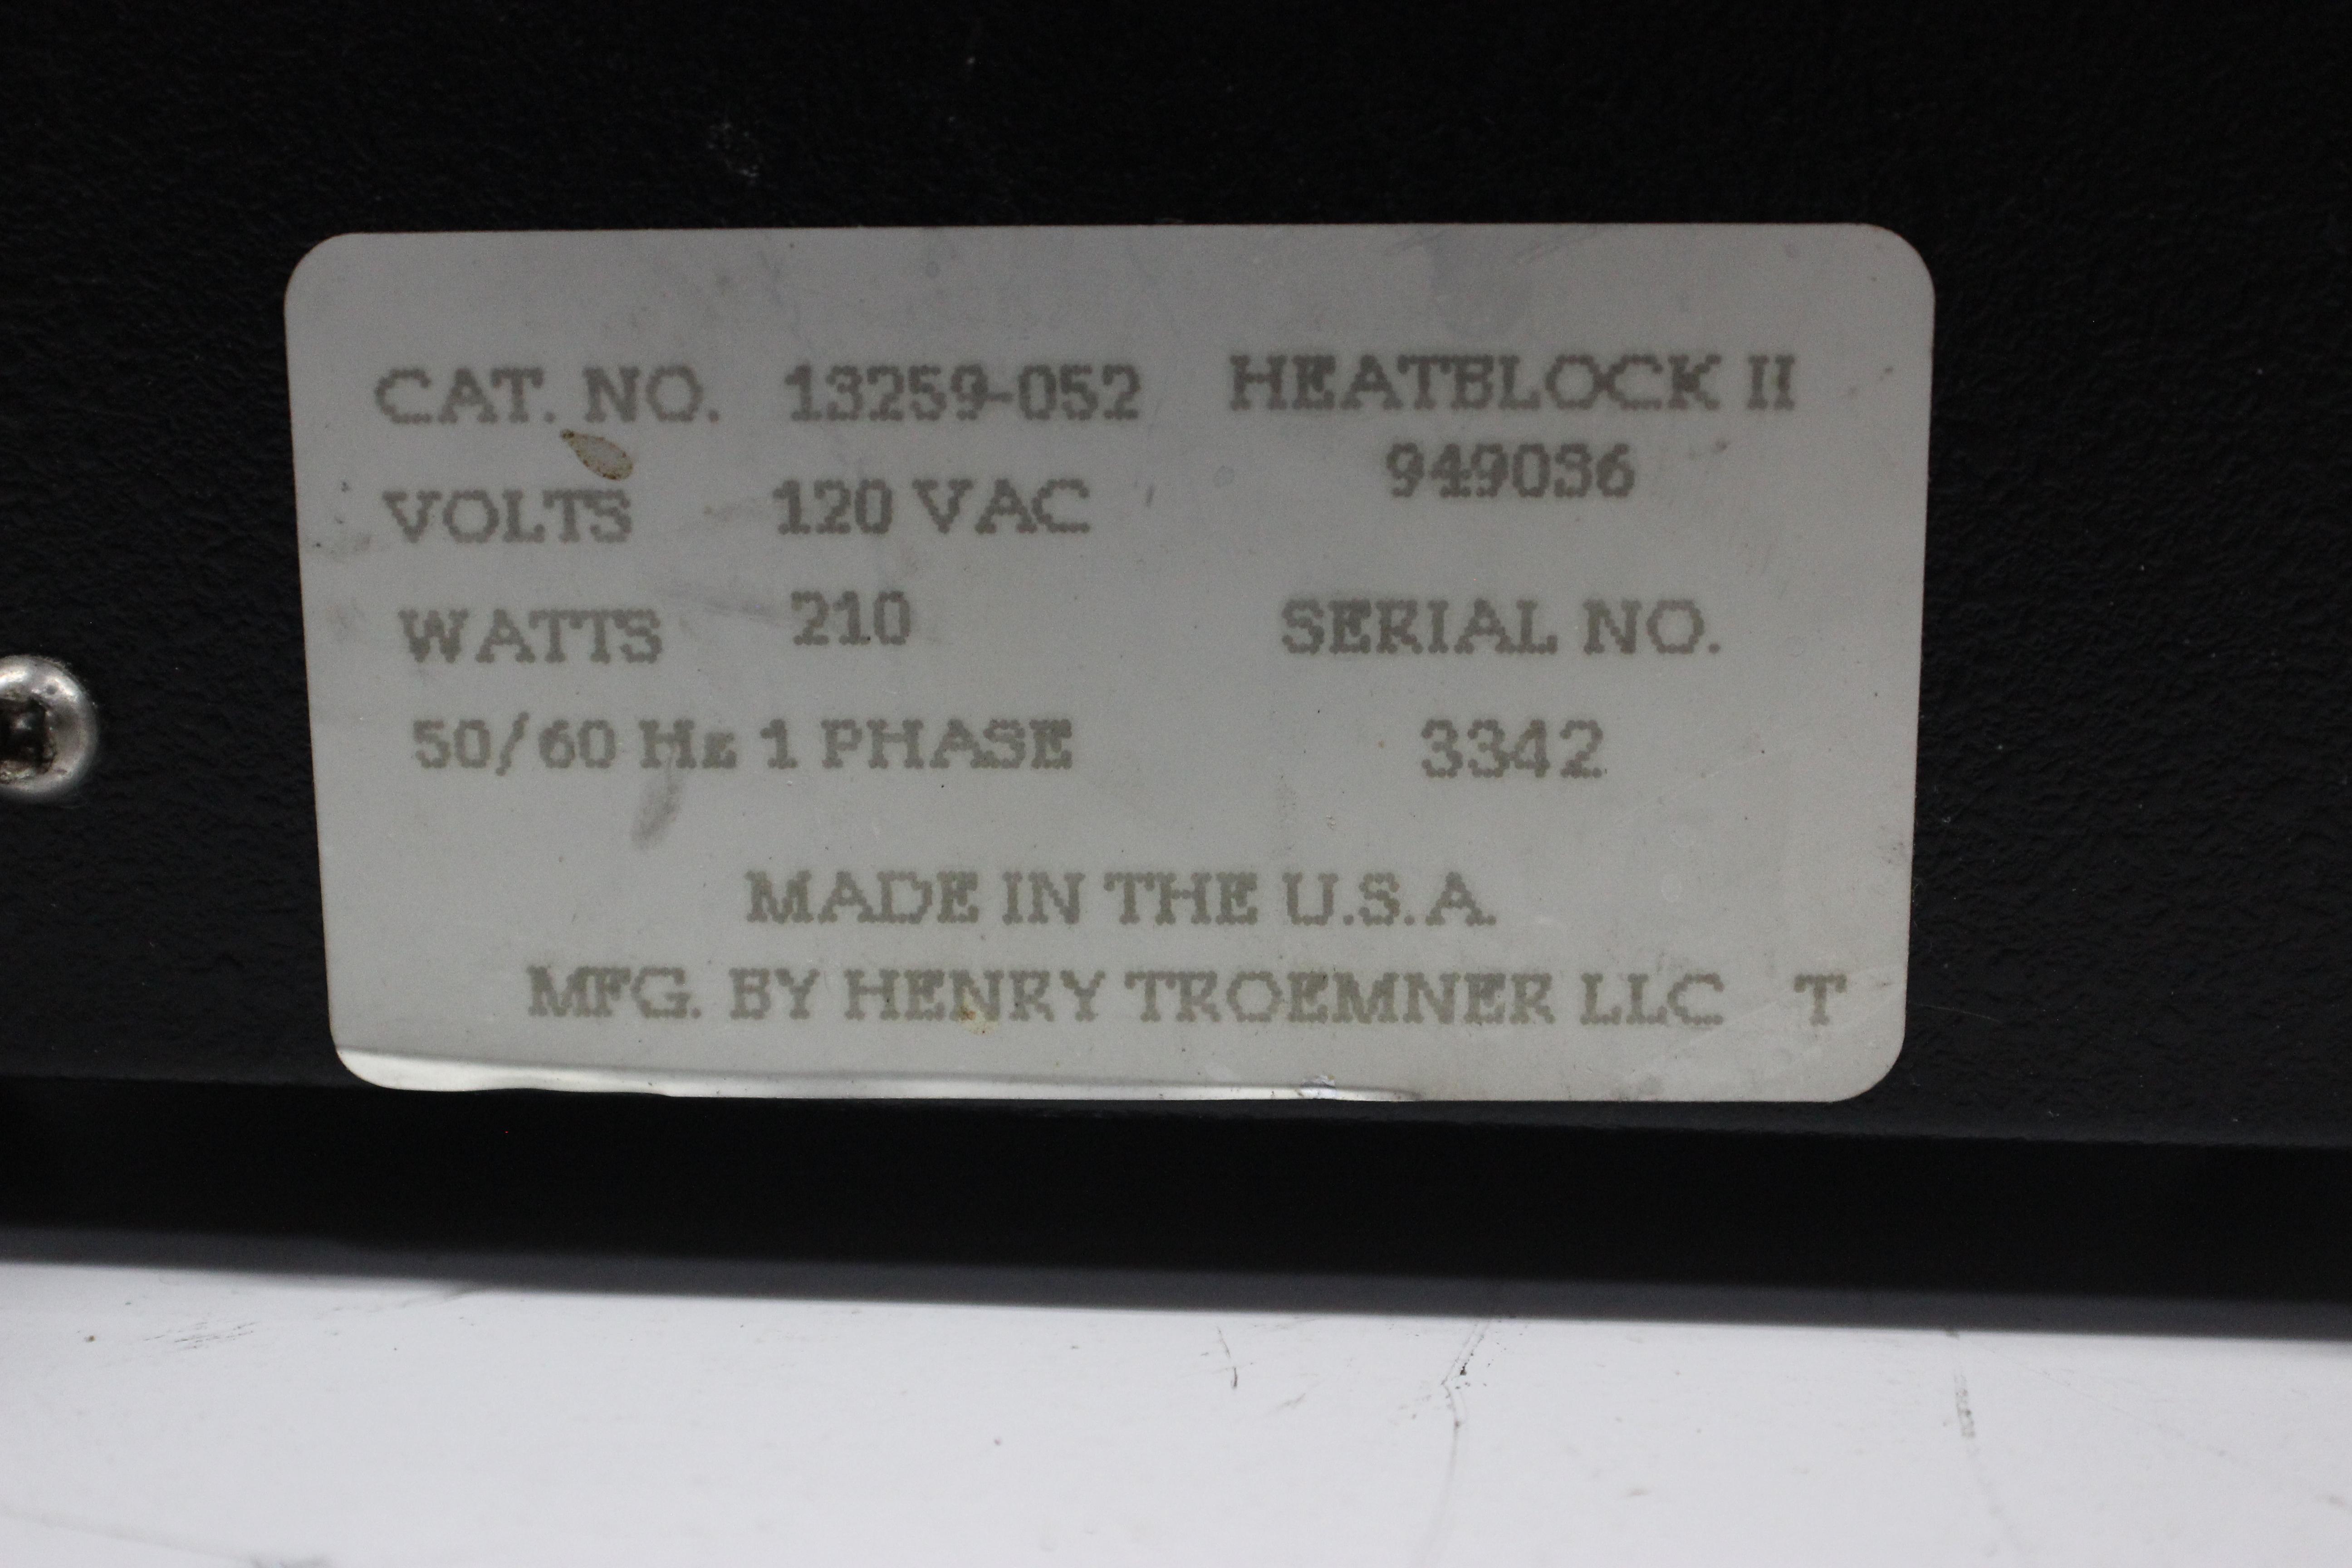 CAT. NO. 13259-052 HEATBLOCK II
949036
VOLTS 120 VAC
WATTS 210 SERIAL NO.
50/60 Hz 1 PHASE 3342
MADE IN THE U.S.A.
MFG. BY HENRY TROEMNER LLC T